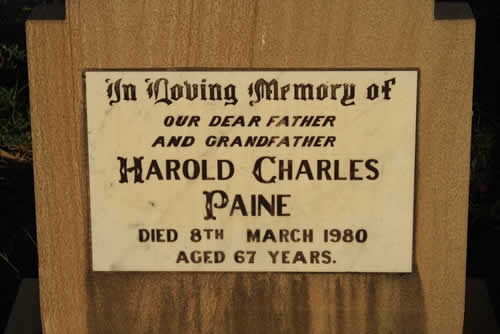 In Loving Memory of
OUR DEAR FATHER
AND GRANDFATHER
HAROLD CHARLES
PAINE
DIED 8TH MARCH 1980
AGED 67 YEARS.